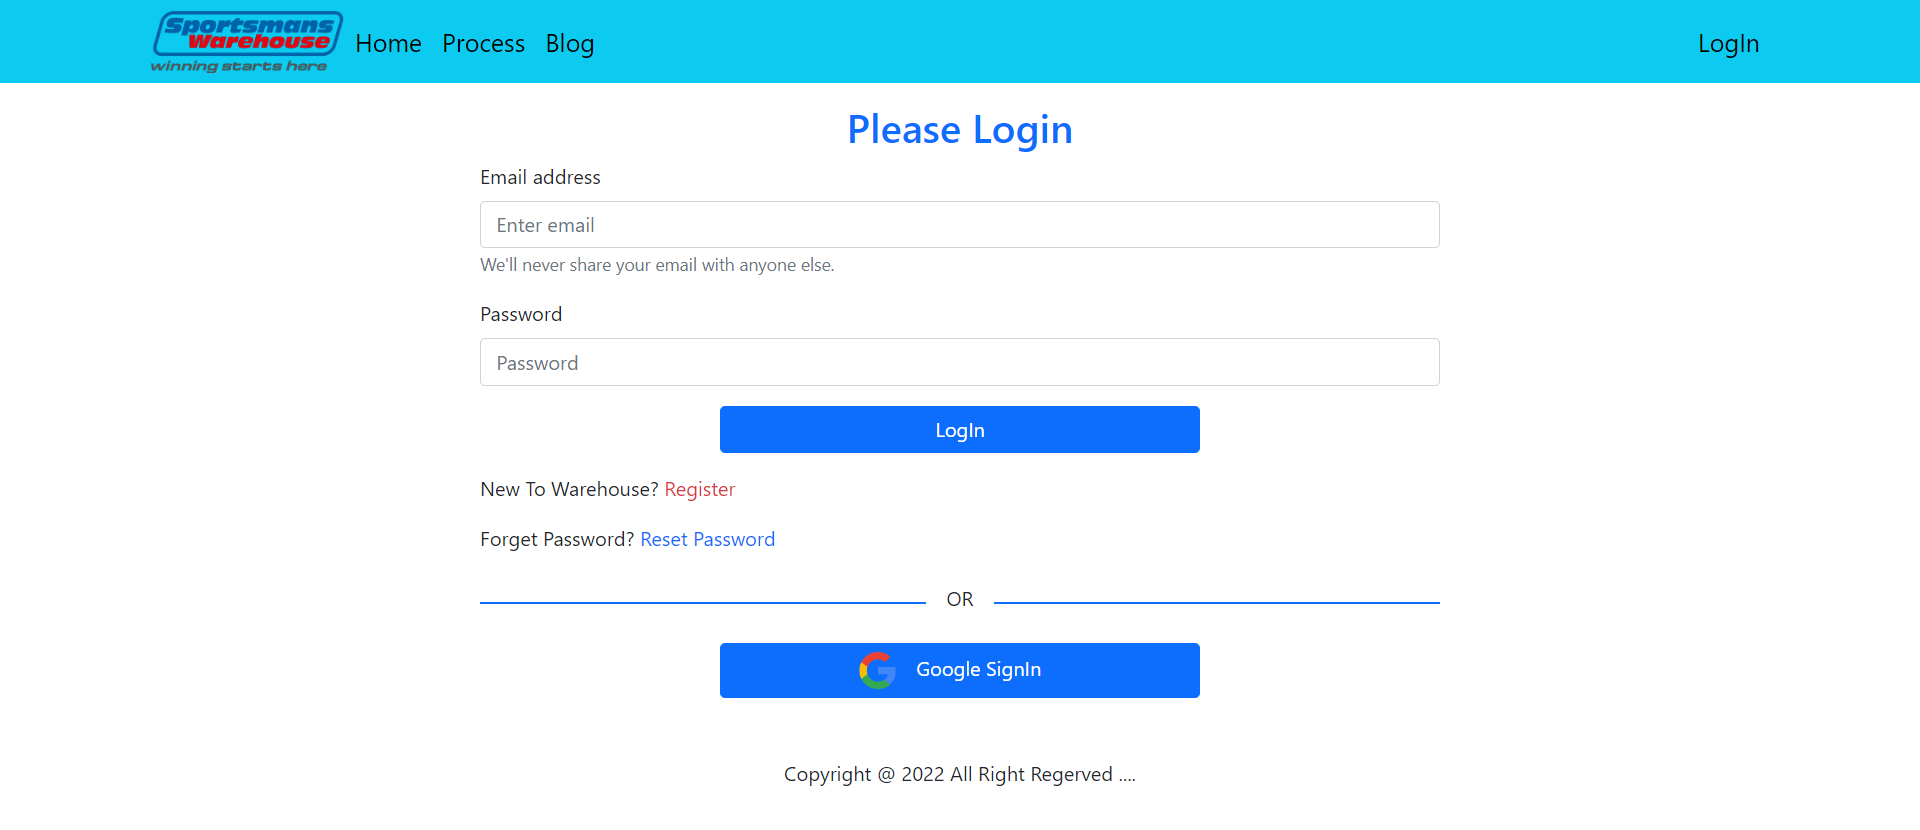 Sportsmans
Warehouse
winning starts here
Home Process Blog LogIn
Please Login
Email address
Enter email
We'll never share your email with anyone else.
Password
Password
LogIn
New To Warehouse? Register
Forget Password? Reset Password
OR
Google SignIn
Copyright @ 2022 All Right Regerved ....